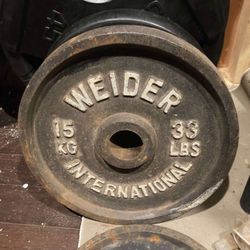 WEIDER
15 33
KG LBS
INTERNATIONAL